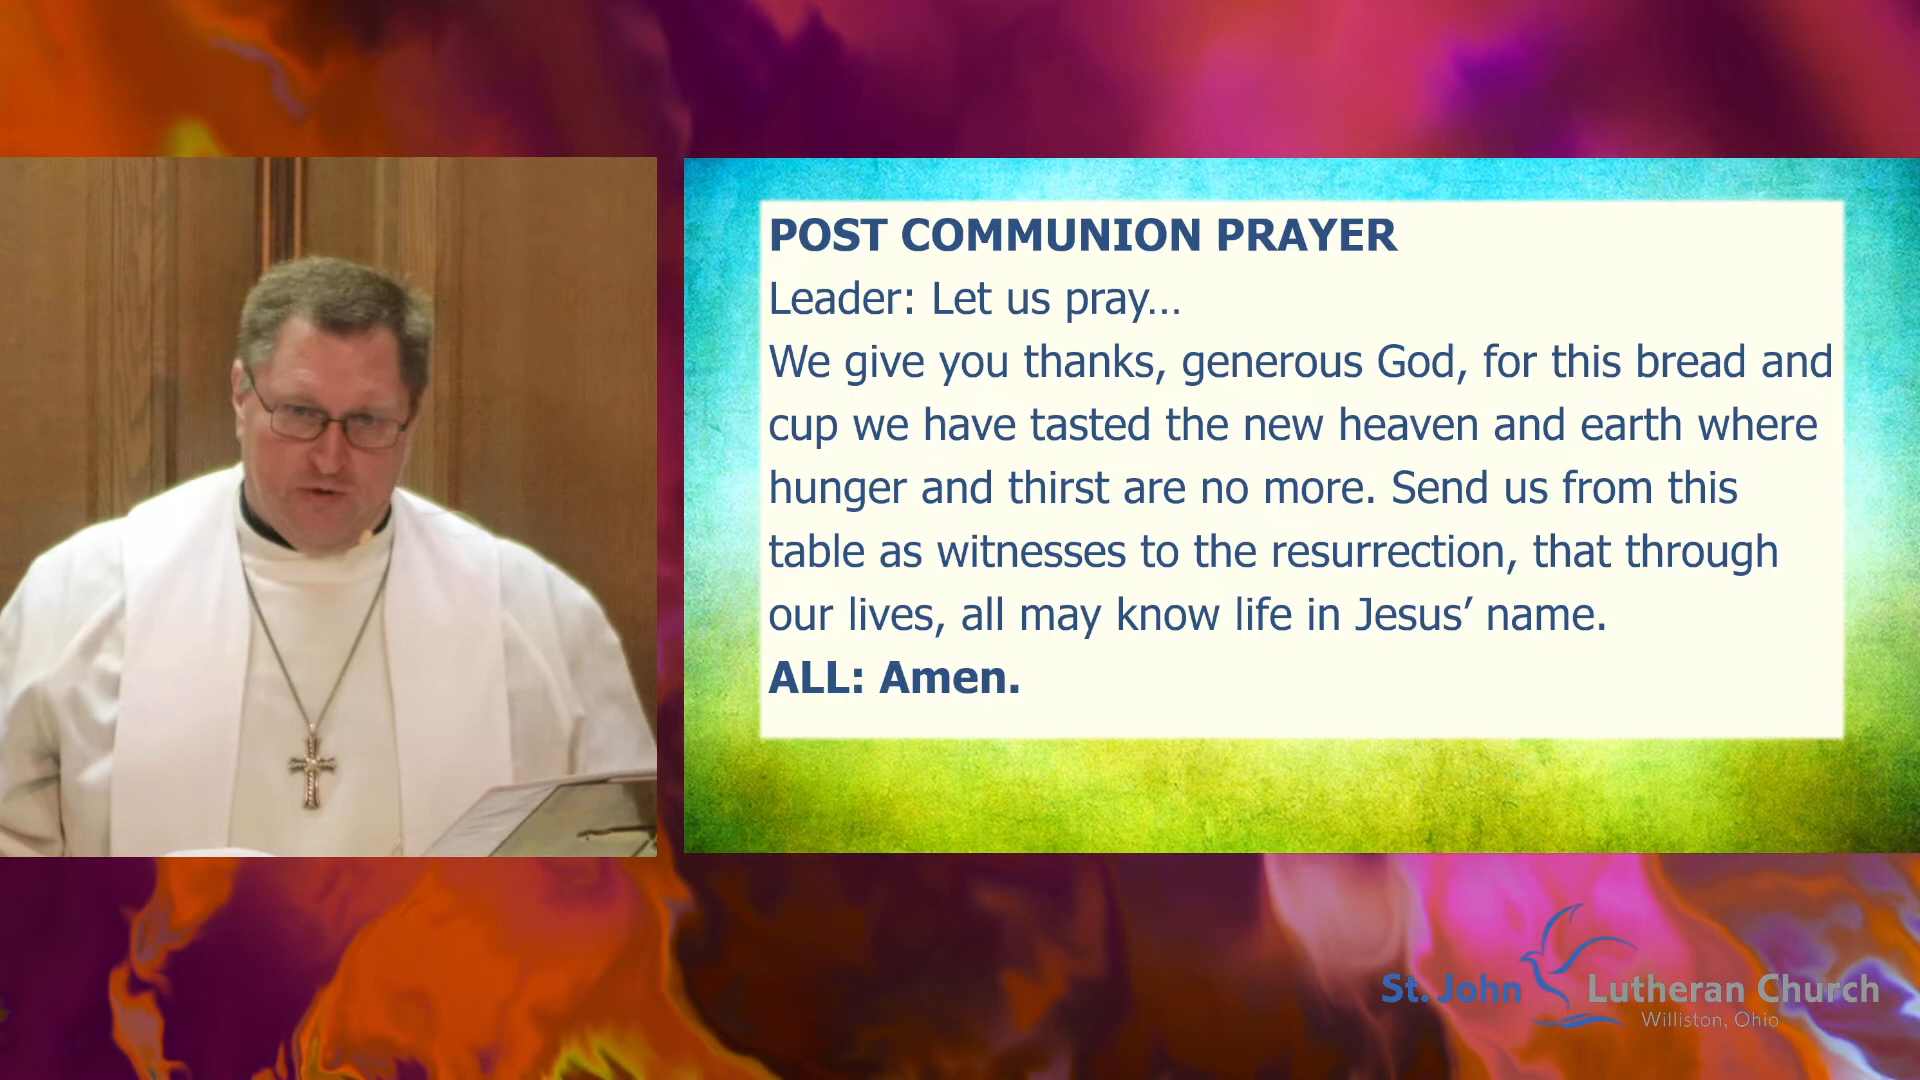 POST COMMUNION PRAYER
Leader: Let us pray...
We give you thanks, generous God, for this bread and
cup we have tasted the new heaven and earth where
hunger and thirst are no more. Send us from this
table as witnesses to the resurrection, that through
our lives, all may know life in Jesus’ name.
ALL: Amen.
St. John Lutheran Church
Williston, Ohio